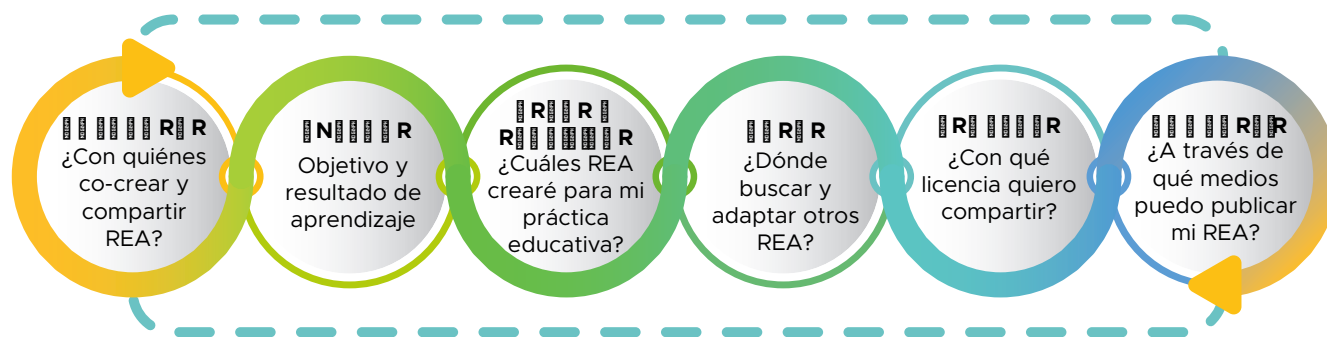 ¿Con quiénes
co-crear y
compartir
REA?
Objetivo y
resultado de
aprendizaje
¿Cuáles REA
crearé para mi
práctica
educativa?
¿Dónde
buscar y
adaptar otros
REA?
¿Con qué
licencia quiero
compartir?
¿A través de
qué medios
puedo publicar
mi REA?